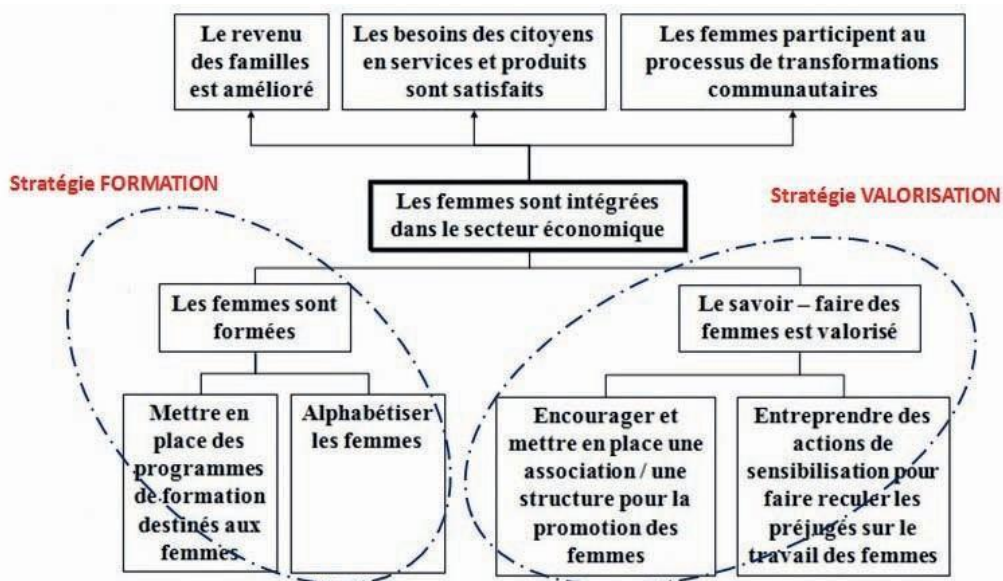 Le revenu
des familles
est amélioré
Les besoins des citoyens
en services et produits
sont satisfaits
Les femmes participent au
processus de transformations
communautaires
Stratégie FORMATION
Stratégie VALORISATION
Les femmes sont intégrées
dans le secteur économique
Les femmes sont
formées
Le savoir – faire des
femmes est valorisé
Mettre en
place des
programmes
de formation
destinés aux
femmes
Alphabétiser
les femmes
Encourager et
mettre en place une
association / une
structure pour la
promotion des
femmes
Entreprendre des
actions de
sensibilisation pour
faire reculer les
préjugés sur le
travail des femmes